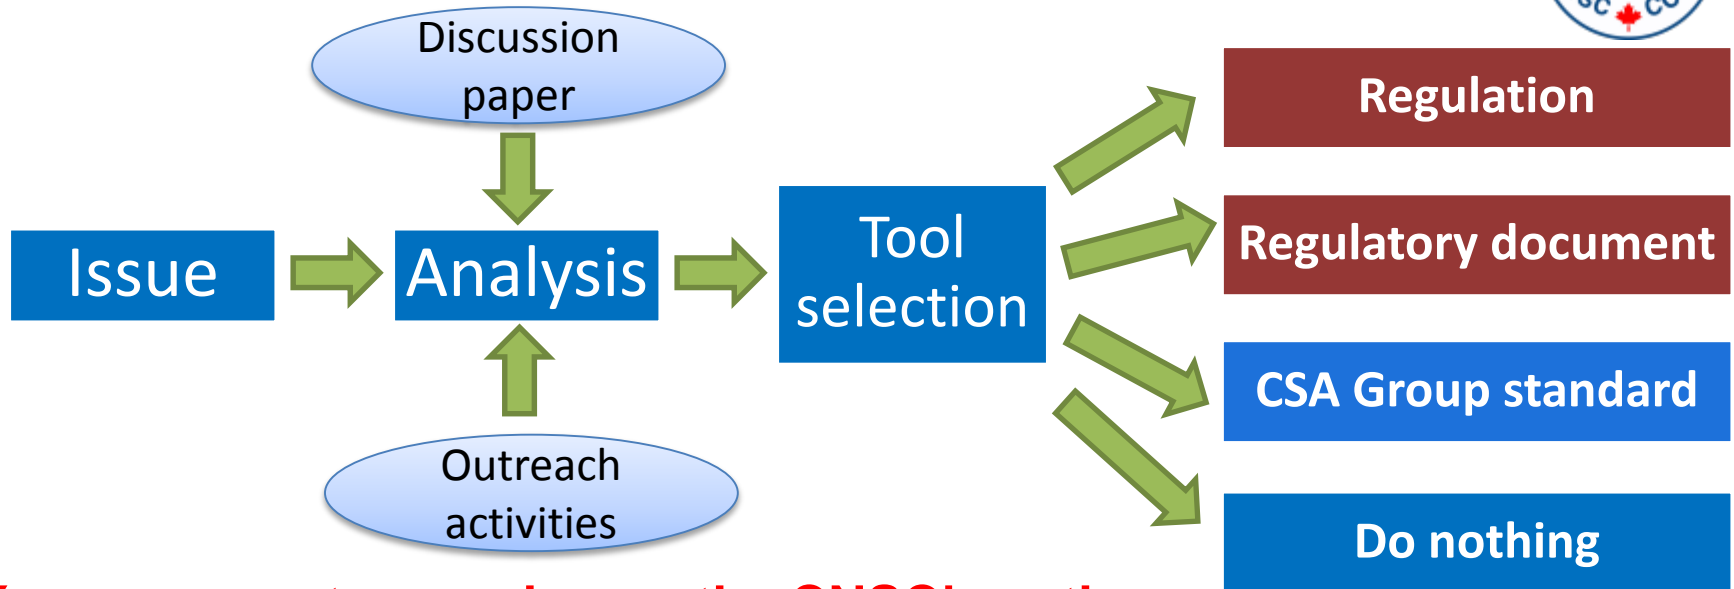 Discussion
paper
Issue
Analysis
Outreach
activities
Tool
selection
Regulation
Regulatory document
CSA Group standard
Do nothing